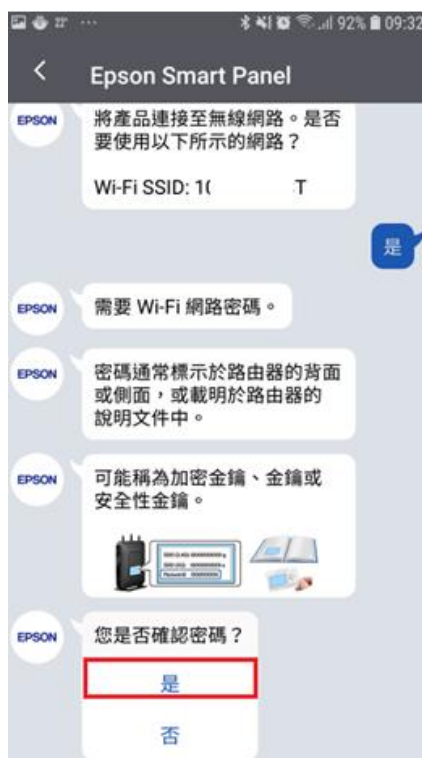 22° ... 92% 09:32
Epson Smart Panel
EPSON
將產品連接至無線網路。是否
要使用以下所示的網路？
Wi-Fi SSID: 1( T
是
EPSON
需要 Wi-Fi 網路密碼。
EPSON
密碼通常標示於路由器的背面
或側面，或載明於路由器的
說明文件中。
EPSON
可能稱為加密金鑰、金鑰或
安全性金鑰。
EPSON
您是否確認密碼？
是
否